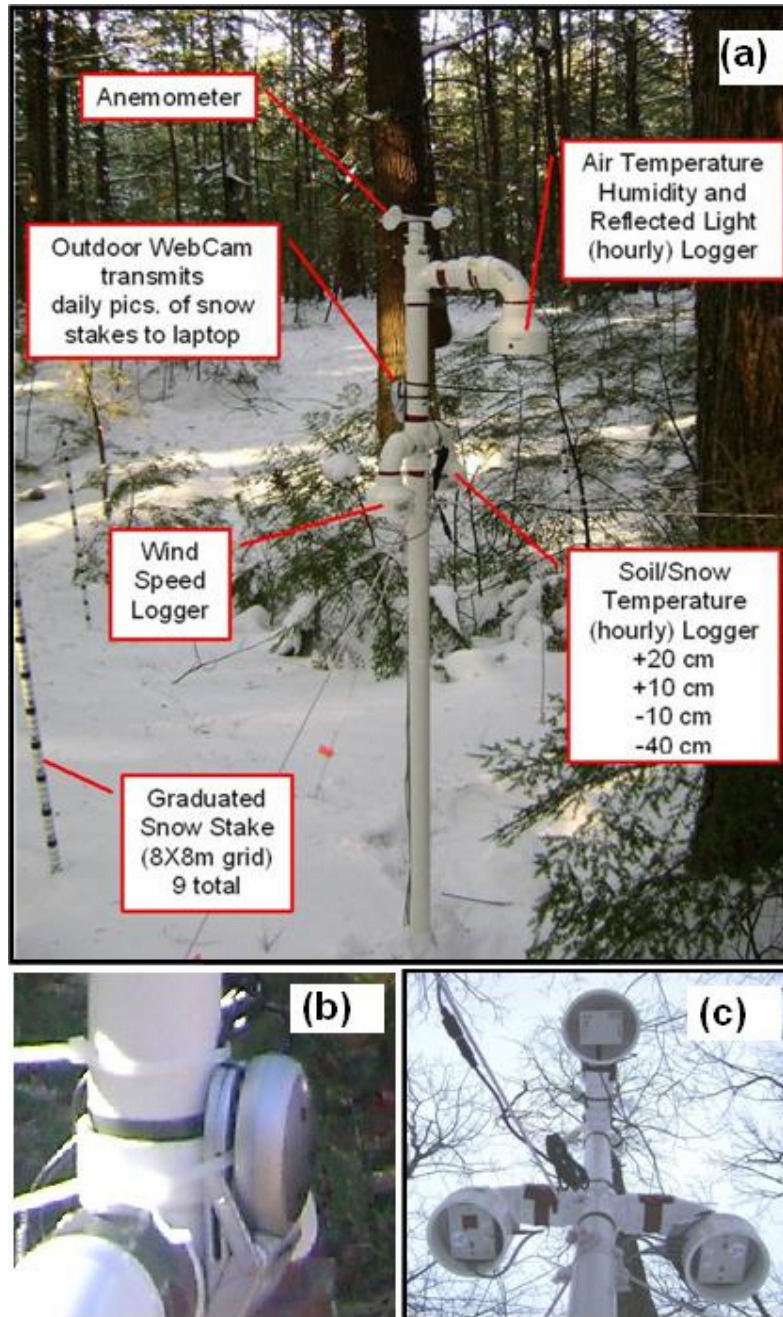 (a)
Anemometer
Air Temperature
Humidity and
Reflected Light
(hourly) Logger
Outdoor WebCam
transmits
daily pics. of snow
stakes to laptop
Wind
Speed
Logger
Soil/Snow
Temperature
(hourly) Logger
+20 cm
+10 cm
-10 cm
-40 cm
Graduated
Snow Stake
(8X8m grid)
9 total
(b)
(c)